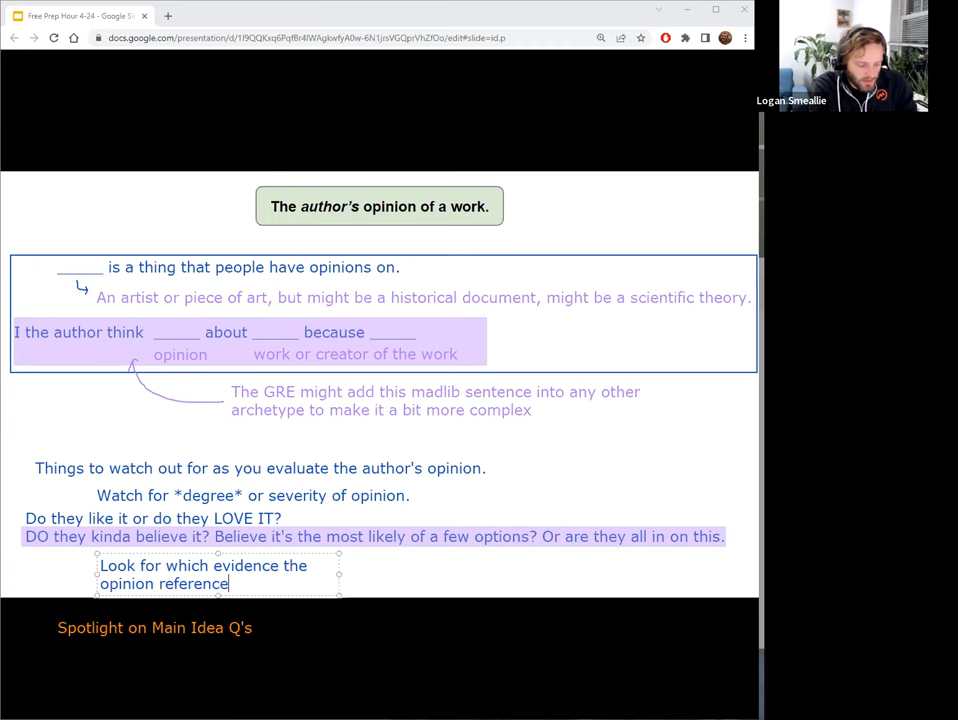 Free Prep Hour 4-24 - Google Sli
docs.google.com/presentation/d/1I9QQKxq6PqfBr4lWAgkwfyA0w-6N1jrsVGQprVhZfOo/edit#slide=id.p
Logan Smeallie
The author's opinion of a work.
_____ is a thing that people have opinions on.
An artist or piece of art, but might be a historical document, might be a scientific theory.
I the author think _____ about _____ because _____
opinion work or creator of the work
The GRE might add this madlib sentence into any other
archetype to make it a bit more complex
Things to watch out for as you evaluate the author's opinion.
Watch for *degree* or severity of opinion.
Do they like it or do they LOVE IT?
DO they kinda believe it? Believe it's the most likely of a few options? Or are they all in on this.
Look for which evidence the
opinion reference
Spotlight on Main Idea Q's